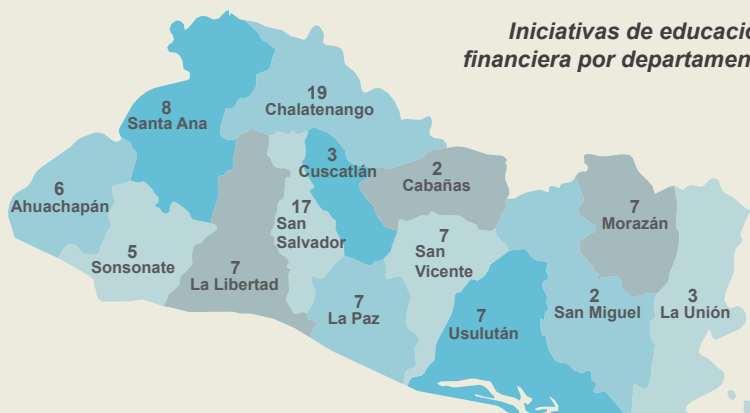 Iniciativas de educació
financiera por departamen
19
Chalatenango
8
Santa Ana
3
Cuscatlán
2
Cabañas
6
Ahuachapán
17
San
Salvador
7
San
Vicente
7
Morazán
5
Sonsonate
7
La Libertad
7
La Paz
7
Usulután
2
San Miguel
3
La Unión